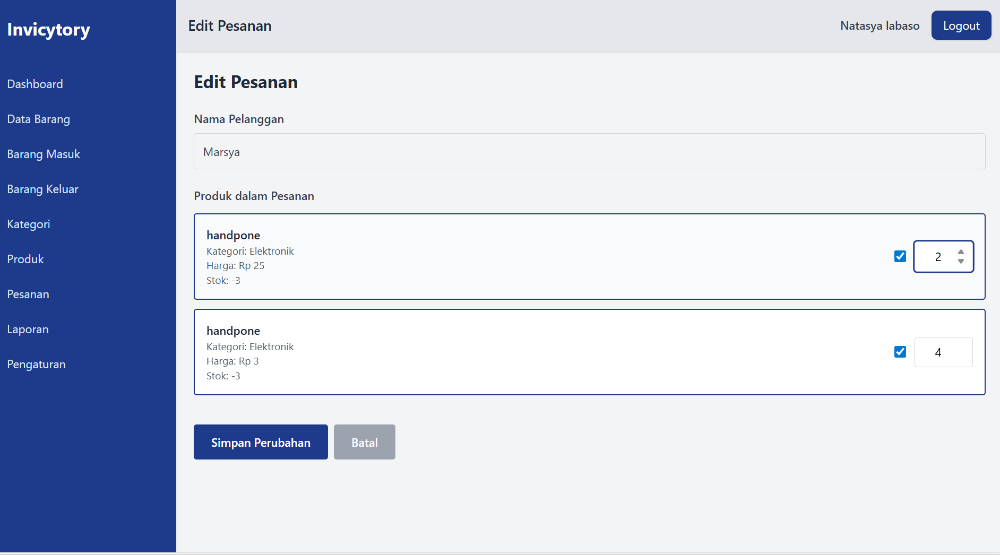 Invicytory
Dashboard
Data Barang
Barang Masuk
Barang Keluar
Kategori
Produk
Pesanan
Laporan
Pengaturan
Edit Pesanan
Natasya labaso
Logout
Edit Pesanan
Nama Pelanggan
Marsya
Produk dalam Pesanan
handpone
Kategori: Elektronik
Harga: Rp 25
Stok: -3
2
handpone
Kategori: Elektronik
Harga: Rp 3
Stok: -3
4
Simpan Perubahan
Batal